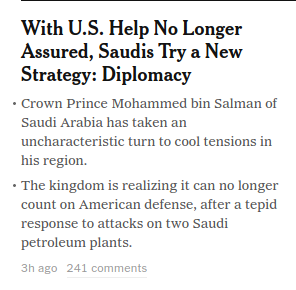 With U.S. Help No Longer
Assured, Saudis Try a New
Strategy: Diplomacy
• Crown Prince Mohammed bin Salman of
Saudi Arabia has taken an
uncharacteristic turn to cool tensions in
his region.
• The kingdom is realizing it can no longer
count on American defense, after a tepid
response to attacks on two Saudi
petroleum plants.
3h ago 241 comments